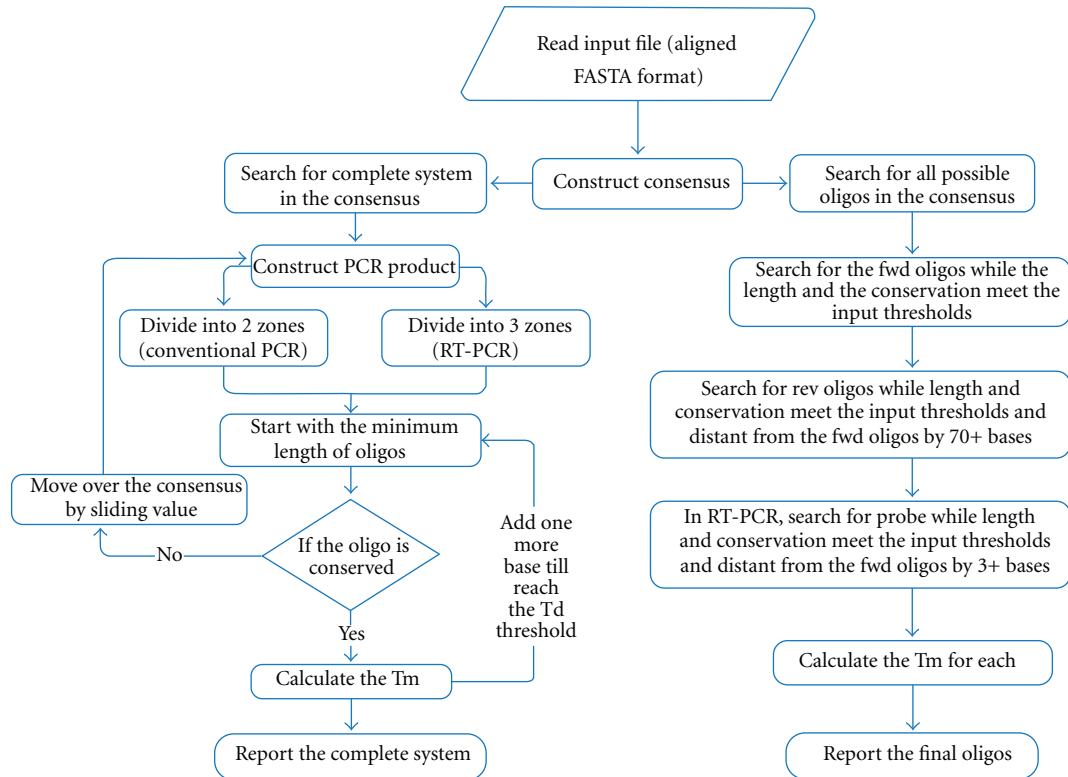 Read input file (aligned
FASTA format)
Search for complete system
in the consensus
Construct consensus
Search for all possible
oligos in the consensus
Construct PCR product
Search for the fwd oligos while the
length and the conservation meet the
input thresholds
Divide into 2 zones
(conventional PCR)
Divide into 3 zones
(RT-PCR)
Search for rev oligos while length and
conservation meet the input thresholds and
distant from the fwd oligos by 70+ bases
Start with the minimum
length of oligos
Move over the consensus
by sliding value
In RT-PCR, search for probe while length
and conservation meet the input thresholds
and distant from the fwd oligos by 3+ bases
No
If the oligo is
conserved
Add one
more
base till
reach
the Td
threshold
Yes
Calculate the Tm
Calculate the Tm for each
Report the complete system
Report the final oligos